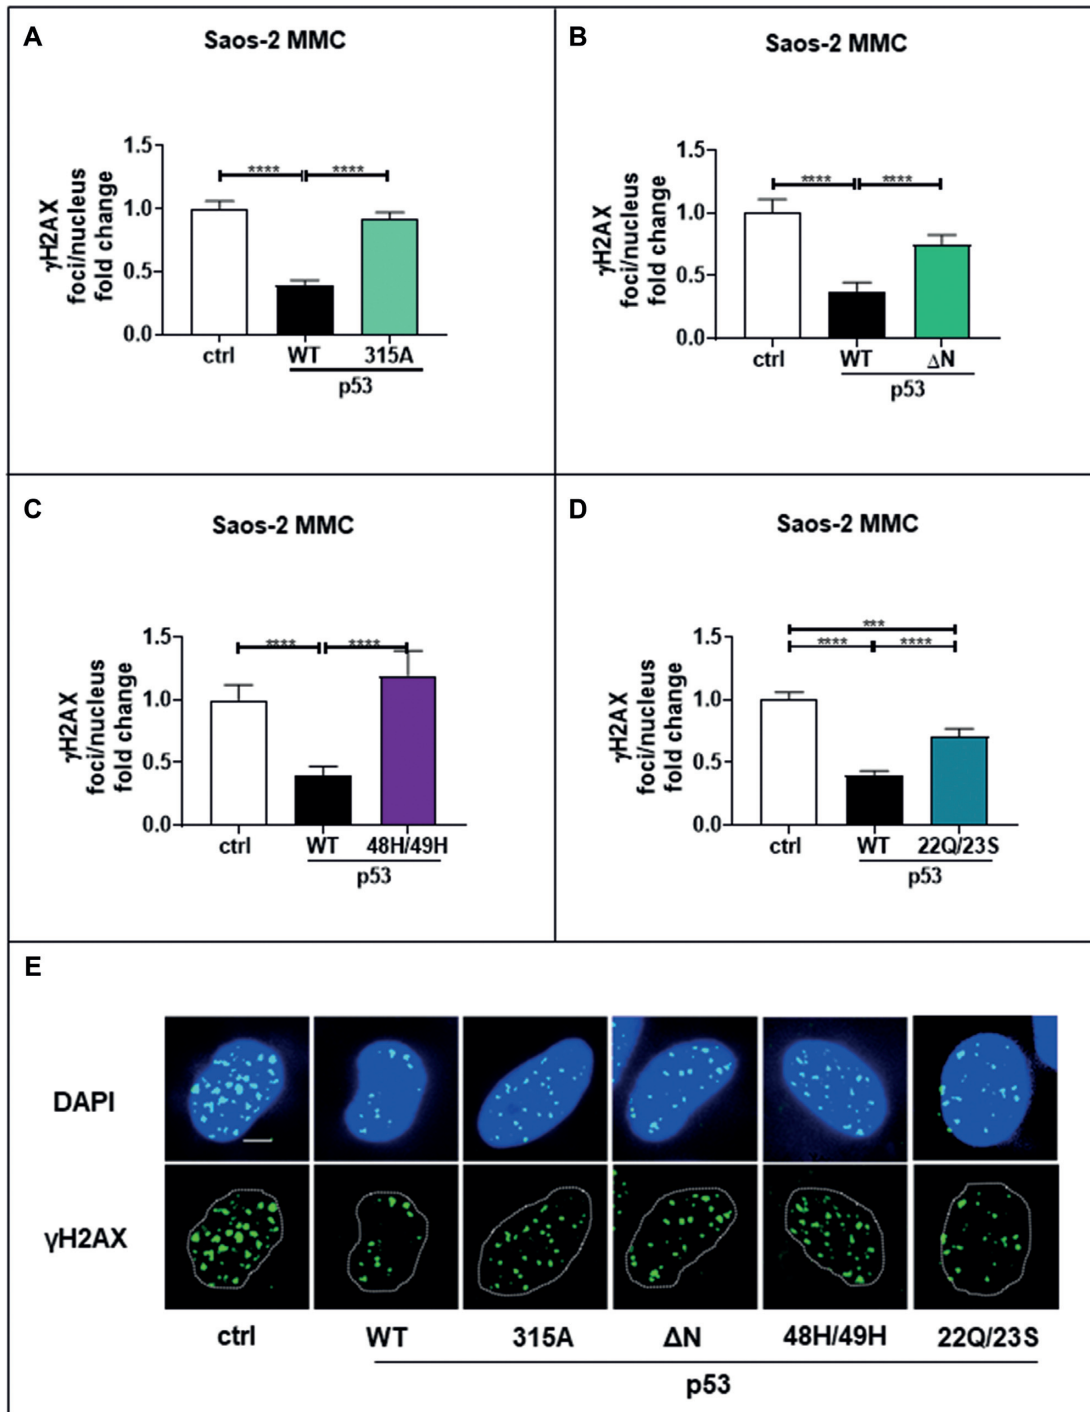 A
Saos-2 MMC
γH2AX
foci/nucleus
fold change
1.5
1.0
0.5
0.0
****
****
ctrl
WT
315A
p53
B
Saos-2 MMC
γH2AX
foci/nucleus
fold change
1.5
1.0
0.5
0.0
****
****
ctrl
WT
ΔN
p53
C
Saos-2 MMC
γH2AX
foci/nucleus
fold change
1.5
1.0
0.5
0.0
****
****
ctrl
WT
48H/49H
p53
D
Saos-2 MMC
γH2AX
foci/nucleus
fold change
1.5
1.0
0.5
0.0
***
****
****
ctrl
WT
22Q/23S
p53
E
DAPI
γH2AX
ctrl
WT
315A
ΔN
48H/49H
22Q/23S
p53